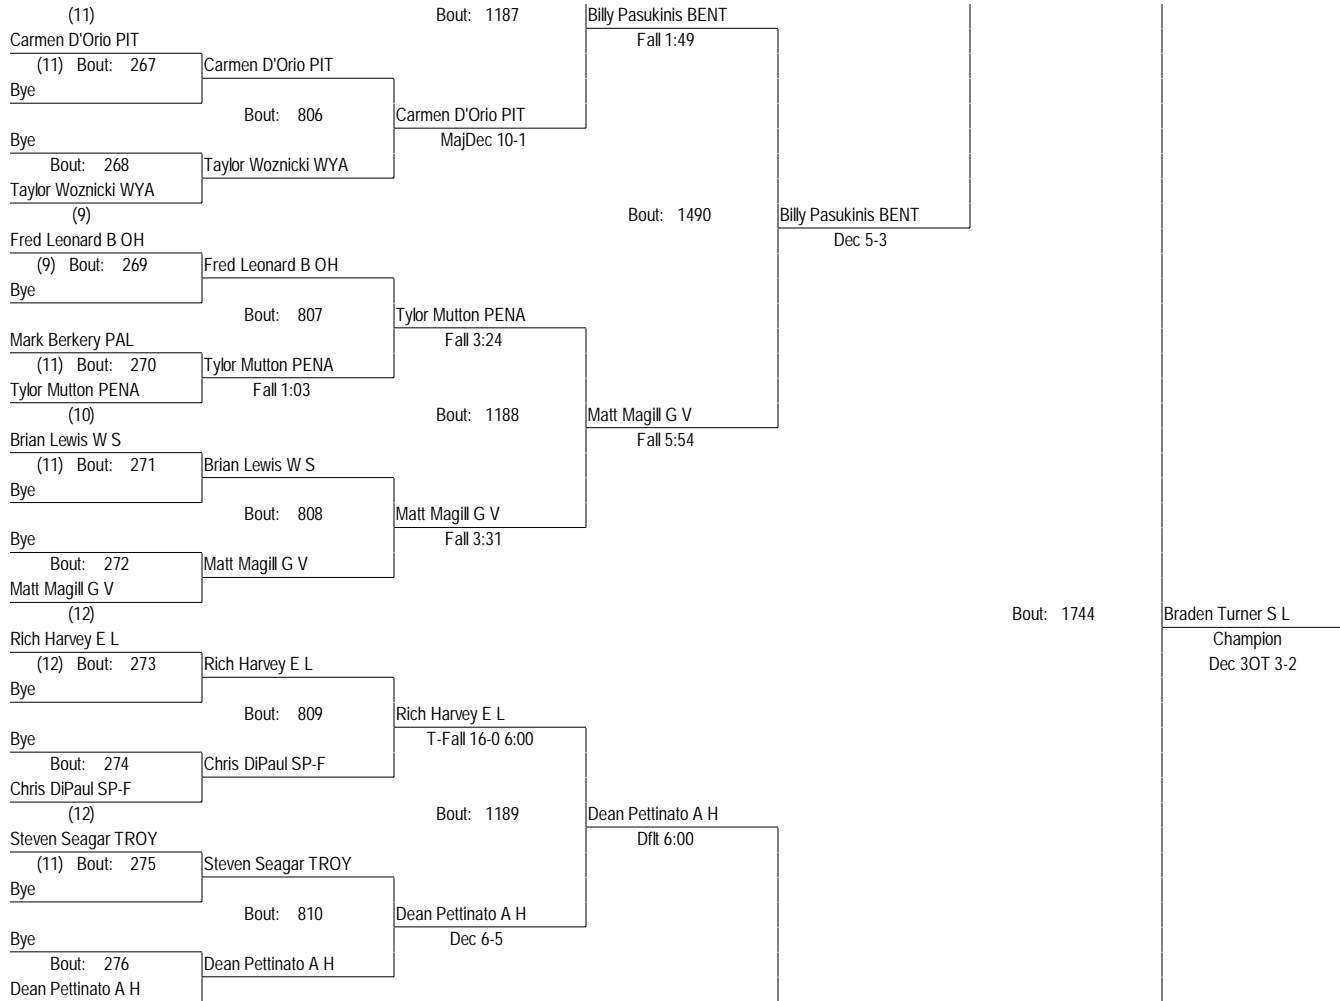 (11) Bout: 1187 Billy Pasukinis BENT
Carmen D'Orio PIT Fall 1:49
(11) Bout: 267 Carmen D'Orio PIT
Bye
Bout: 806 Carmen D'Orio PIT
Bye MajDec 10-1
Bout: 268 Taylor Woznicki WYA
Taylor Woznicki WYA
(9) Bout: 1490 Billy Pasukinis BENT
Fred Leonard B OH Dec 5-3
(9) Bout: 269 Fred Leonard B OH
Bye
Bout: 807 Tylor Mutton PENA
Mark Berkery PAL Fall 3:24
(11) Bout: 270 Tylor Mutton PENA
Tylor Mutton PENA Fall 1:03
(10) Bout: 1188 Matt Magill G V
Brian Lewis W S Fall 5:54
(11) Bout: 271 Brian Lewis W S
Bye
Bout: 808 Matt Magill G V
Bye Fall 3:31
Bout: 272 Matt Magill G V
Matt Magill G V
(12) Bout: 1744 Braden Turner S L
Rich Harvey E L Champion
(12) Bout: 273 Rich Harvey E L Dec 3OT 3-2
Bye
Bout: 809 Rich Harvey E L
Bye T-Fall 16-0 6:00
Bout: 274 Chris DiPaul SP-F
Chris DiPaul SP-F
(12) Bout: 1189 Dean Pettinato A H
Steven Seagar TROY Dflt 6:00
(11) Bout: 275 Steven Seagar TROY
Bye
Bout: 810 Dean Pettinato A H
Bye Dec 6-5
Bout: 276 Dean Pettinato A H
Dean Pettinato A H